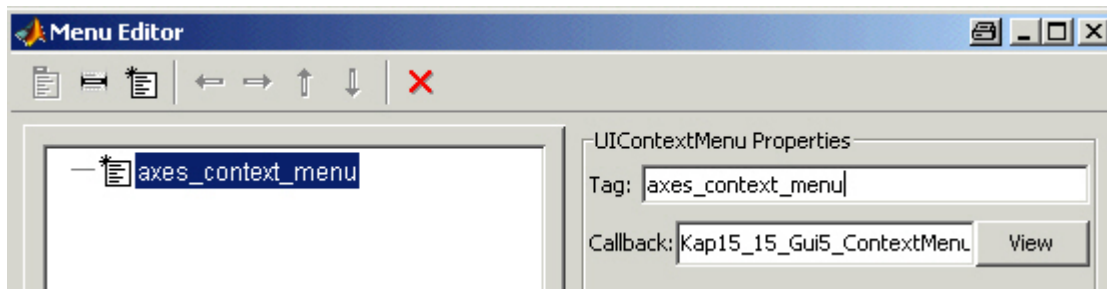 Menu Editor
UIContextMenu Properties
axes_context_menu
Tag: axes_context_menu
Callback: Kap15_15_Gui5_ContextMenu View